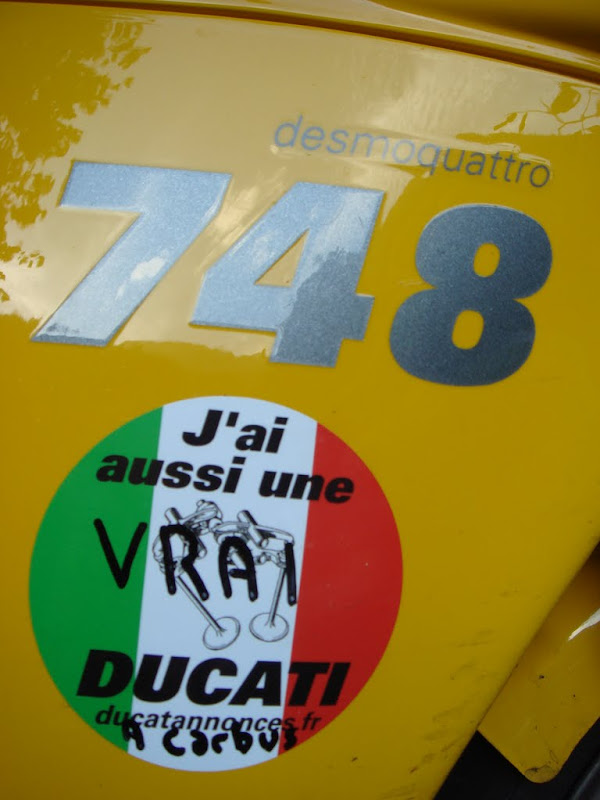 desmoquattro
748
J'ai
aussi une
VRAI
DUCATI
ducatannonces.fr
A carbus